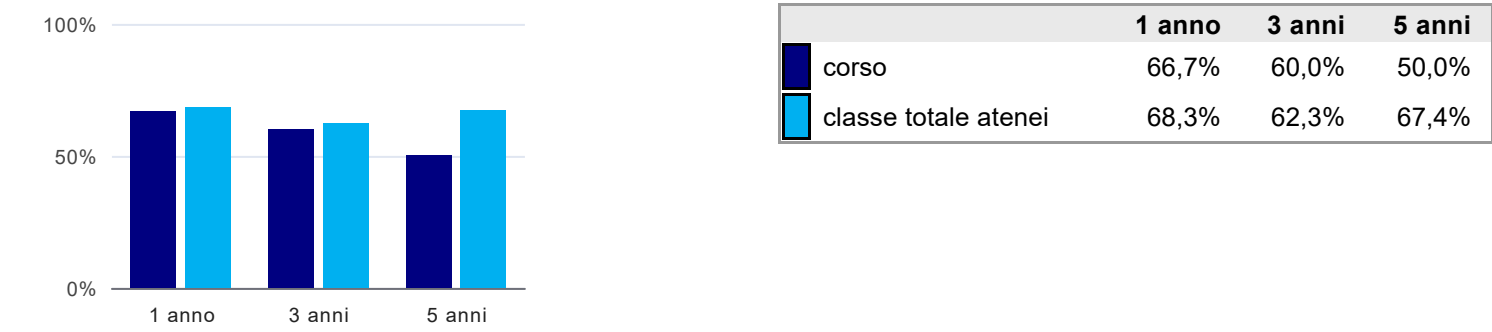 100%
50%
0%
1 anno 3 anni 5 anni
1 anno 3 anni 5 anni
corso 66,7% 60,0% 50,0%
classe totale atenei 68,3% 62,3% 67,4%